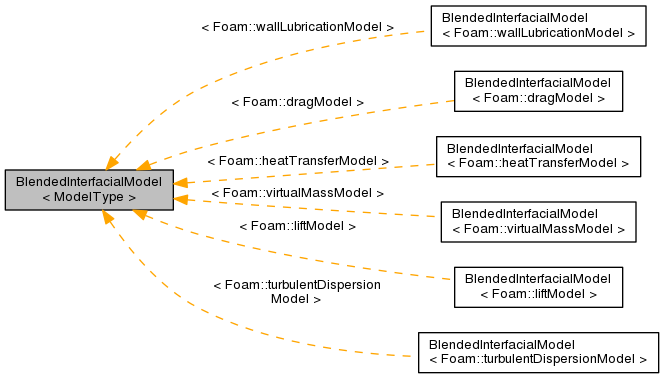 BlendedInterfacialModel
< Foam::wallLubricationModel >
< Foam::wallLubricationModel >
BlendedInterfacialModel
< Foam::dragModel >
< Foam::dragModel >
BlendedInterfacialModel
< Foam::heatTransferModel >
< Foam::heatTransferModel >
BlendedInterfacialModel
< ModelType >
< Foam::virtualMassModel >
BlendedInterfacialModel
< Foam::virtualMassModel >
< Foam::liftModel >
BlendedInterfacialModel
< Foam::liftModel >
< Foam::turbulentDispersion
Model >
BlendedInterfacialModel
< Foam::turbulentDispersionModel >